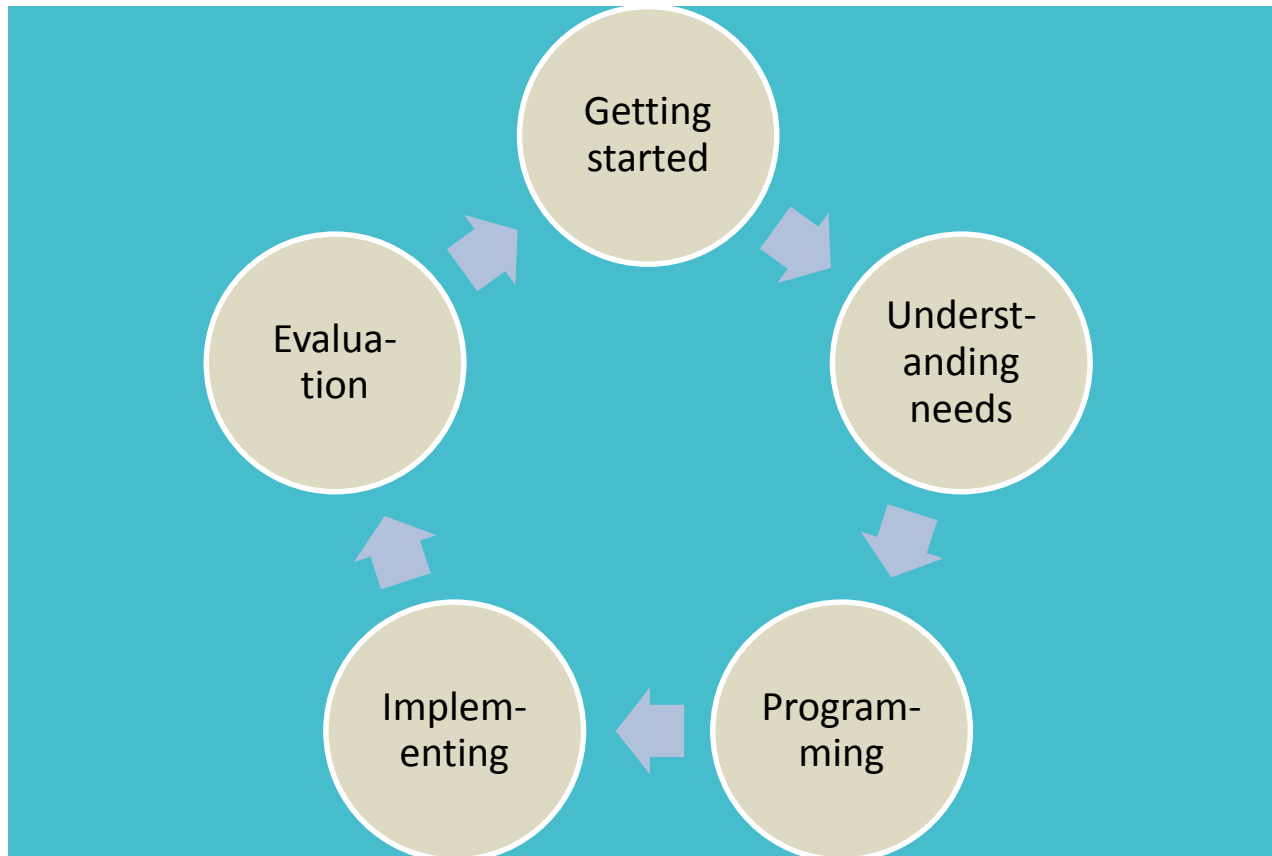 Getting
started
Underst-
anding
needs
Program-
ming
Implem-
enting
Evalua-
tion